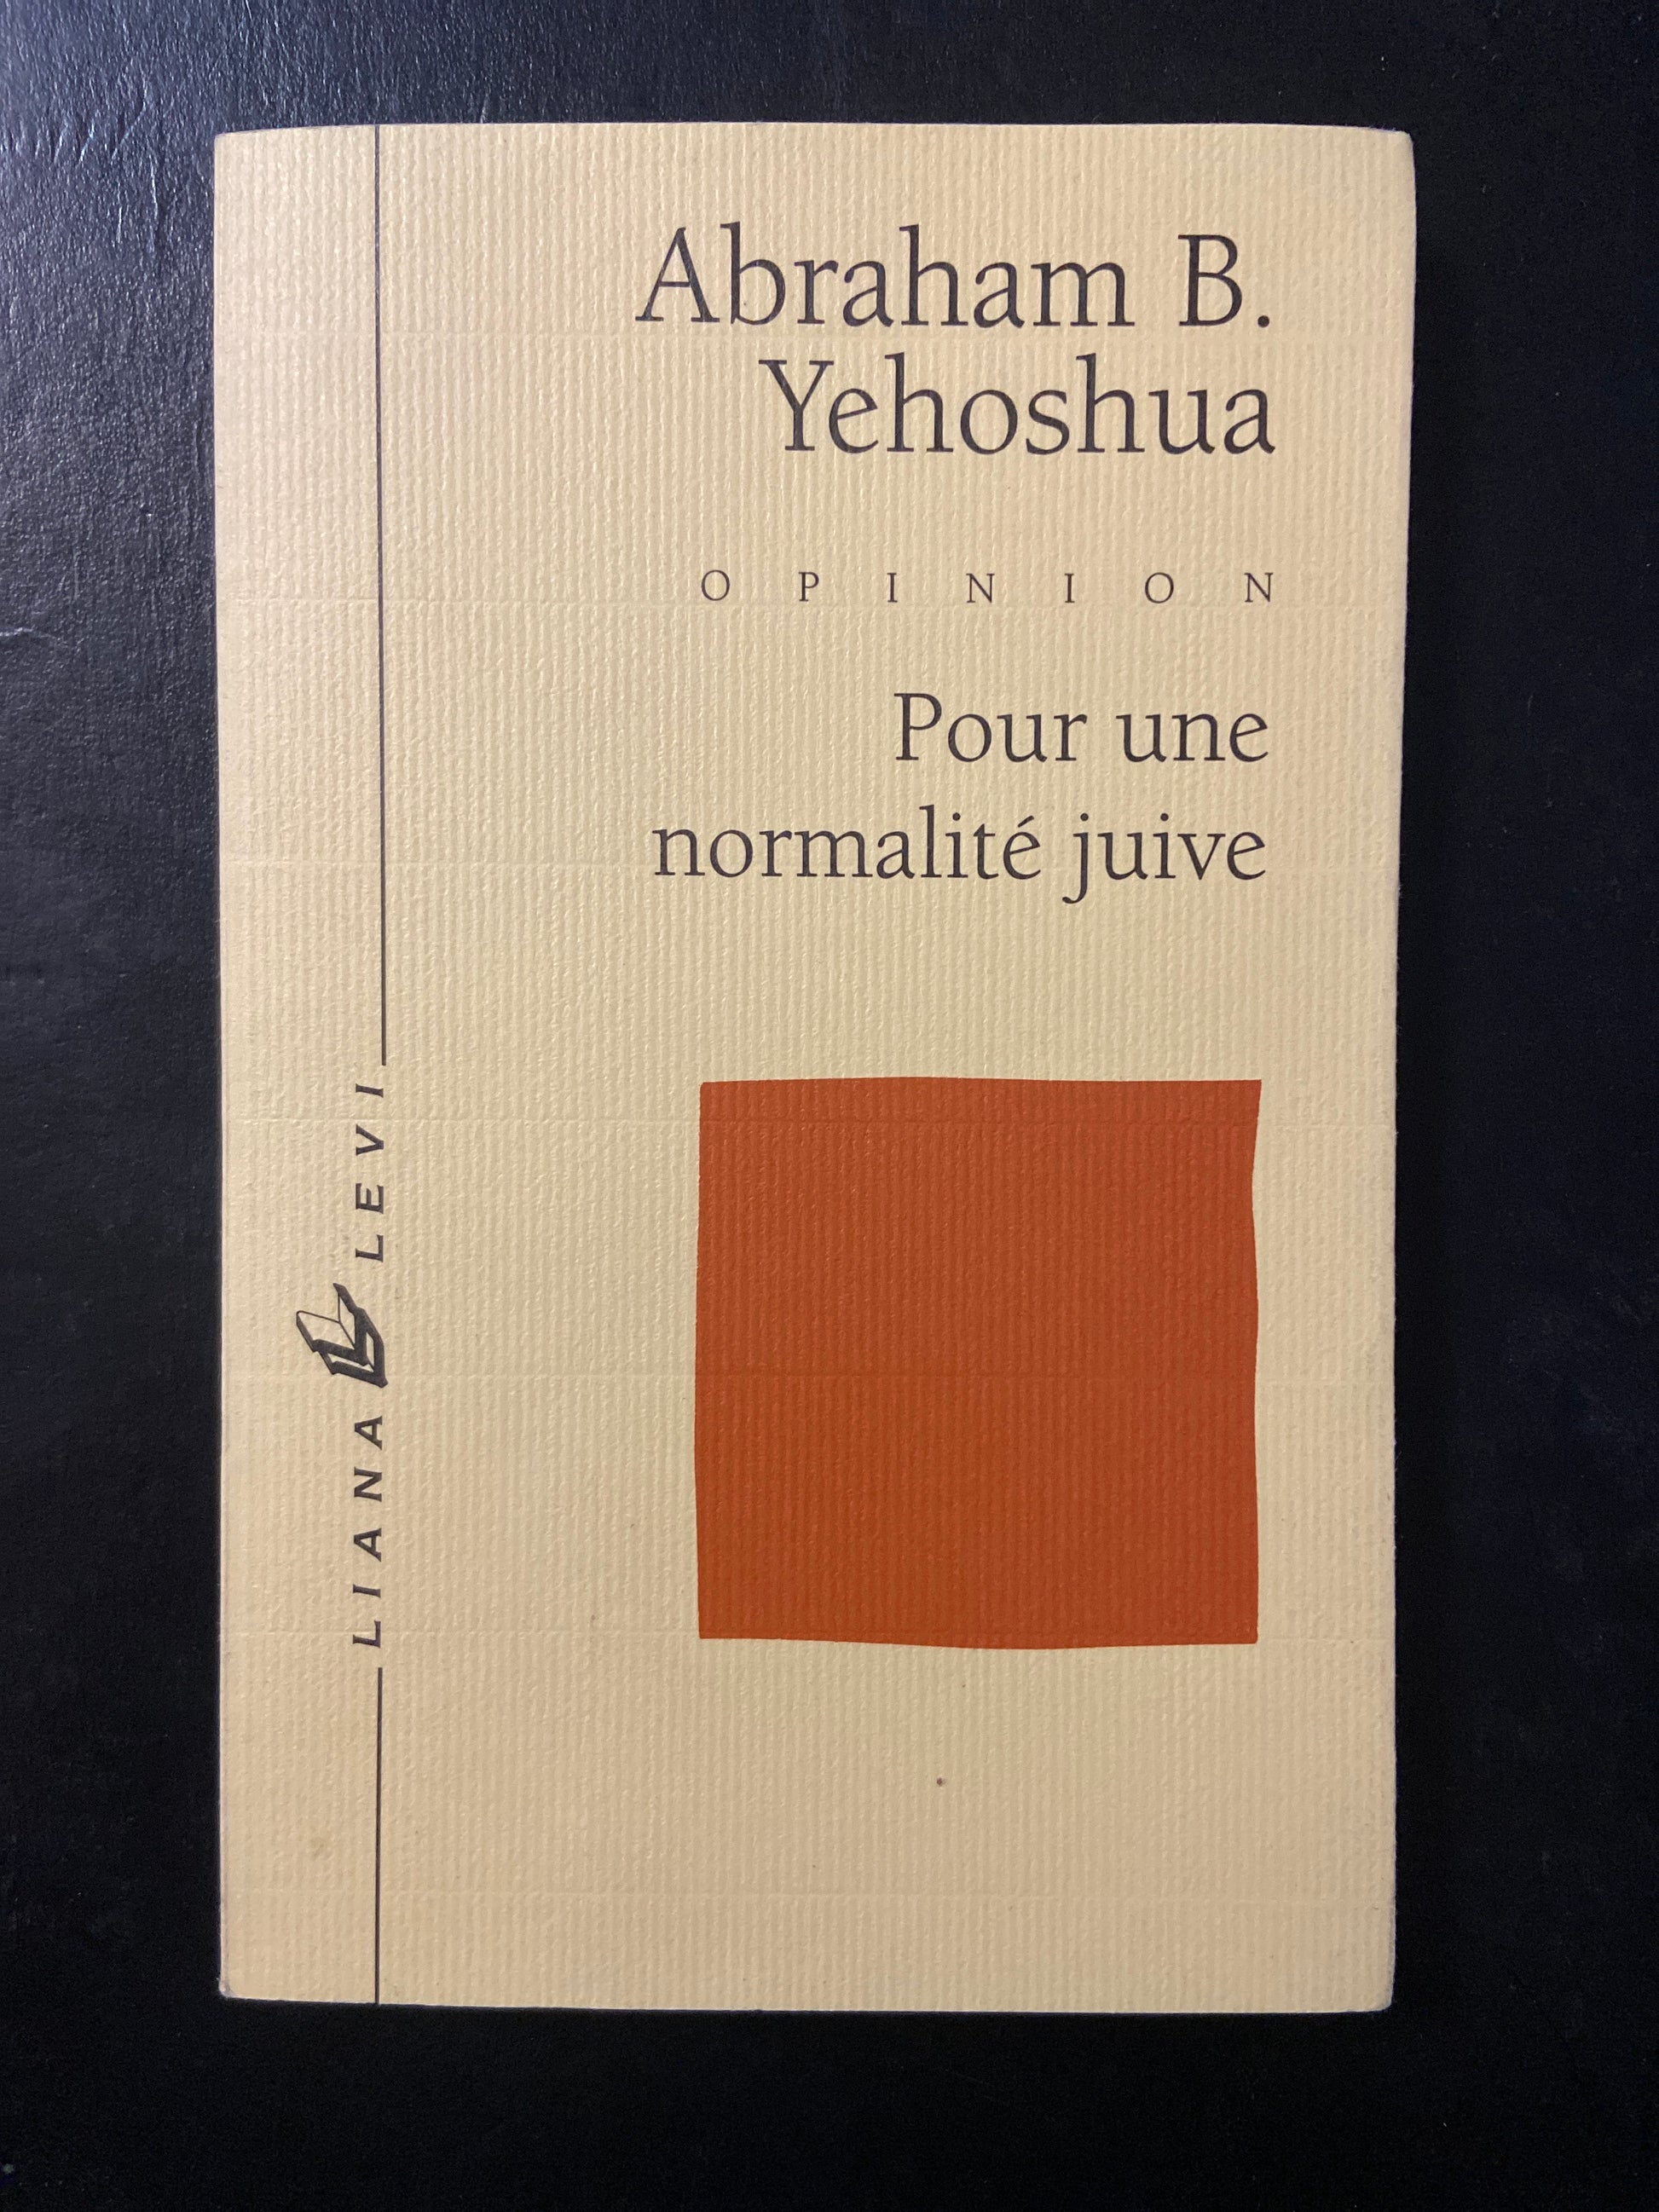 Abraham B.
Yehoshua
OPINION
Pour une
normalité juive
LIANA LEVI